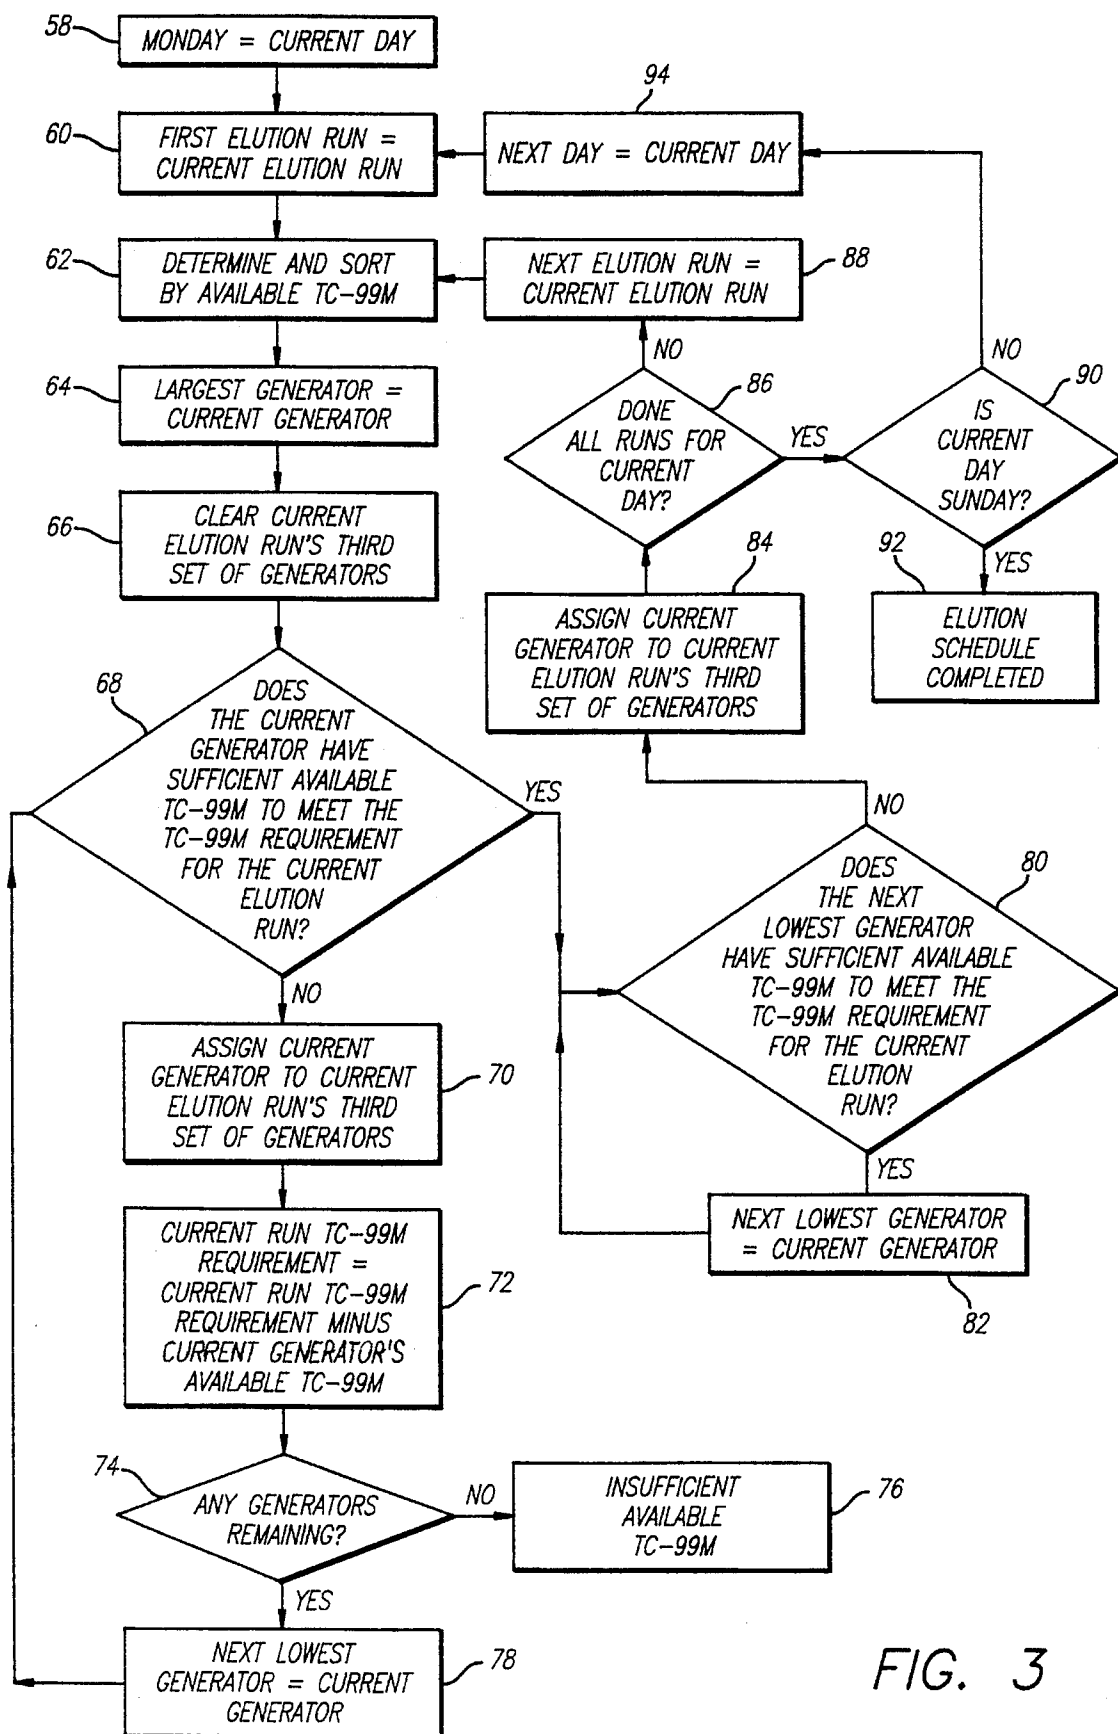 58
MONDAY = CURRENT DAY
94
60
FIRST ELUTION RUN =
CURRENT ELUTION RUN
NEXT DAY = CURRENT DAY
62
DETERMINE AND SORT
BY AVAILABLE TC-99M
NEXT ELUTION RUN =
CURRENT ELUTION RUN
88
NO
NO
64
LARGEST GENERATOR =
CURRENT GENERATOR
86
DONE
ALL RUNS FOR
CURRENT
DAY?
YES
90
IS
CURRENT
DAY
SUNDAY?
66
CLEAR CURRENT
ELUTION RUN'S THIRD
SET OF GENERATORS
84
ASSIGN CURRENT
GENERATOR TO CURRENT
ELUTION RUN'S THIRD
SET OF GENERATORS
92
YES
ELUTION
SCHEDULE
COMPLETED
68
DOES
THE CURRENT
GENERATOR HAVE
SUFFICIENT AVAILABLE
TC-99M TO MEET THE
TC-99M REQUIREMENT
FOR THE CURRENT
ELUTION
RUN?
YES
NO
NO
80
DOES
THE NEXT
LOWEST GENERATOR
HAVE SUFFICIENT AVAILABLE
TC-99M TO MEET THE
TC-99M REQUIREMENT
FOR THE CURRENT
ELUTION
RUN?
YES
ASSIGN CURRENT
GENERATOR TO CURRENT
ELUTION RUN'S THIRD
SET OF GENERATORS
70
NEXT LOWEST GENERATOR
= CURRENT GENERATOR
82
CURRENT RUN TC-99M
REQUIREMENT =
CURRENT RUN TC-99M
REQUIREMENT MINUS
CURRENT GENERATOR'S
AVAILABLE TC-99M
72
74
ANY GENERATORS
REMAINING?
NO
INSUFFICIENT
AVAILABLE
TC-99M
76
YES
NEXT LOWEST
GENERATOR = CURRENT
GENERATOR
78
FIG. 3